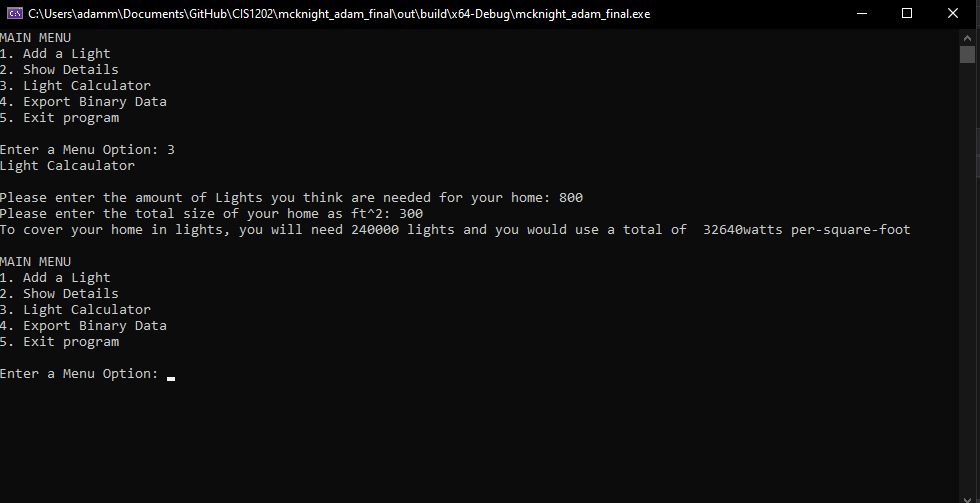 C:\Users\adamm\Documents\GitHub\CIS1202\mcknight_adam_final\out\build\x64-Debug\mcknight_adam_final.exe
MAIN MENU
1. Add a Light
2. Show Details
3. Light Calculator
4. Export Binary Data
5. Exit program
Enter a Menu Option: 3
Light Calcaulator
Please enter the amount of Lights you think are needed for your home: 800
Please enter the total size of your home as ft^2: 300
To cover your home in lights, you will need 240000 lights and you would use a total of  32640watts per-square-foot
MAIN MENU
1. Add a Light
2. Show Details
3. Light Calculator
4. Export Binary Data
5. Exit program
Enter a Menu Option: